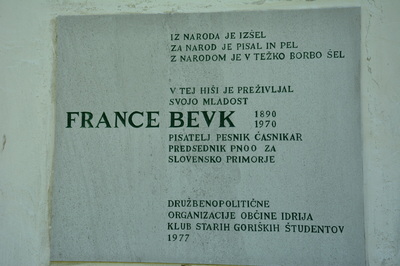 IZ NARODA JE IZŠEL
ZA NAROD JE PISAL IN PEL
Z NARODOM JE V TEŽKO BORBO ŠEL
V TEJ HIŠI JE PREŽIVLJAL
SVOJO MLADOST
FRANCE BEVK 1890
1970
PISATELJ PESNIK ČASNIKAR
PREDSEDNIK PNOO ZA
SLOVENSKO PRIMORJE
DRUŽBENOPOLITIČNE
ORGANIZACIJE OBČINE IDRIJA
KLUB STARIH GORIŠKIH ŠTUDENTOV
1977